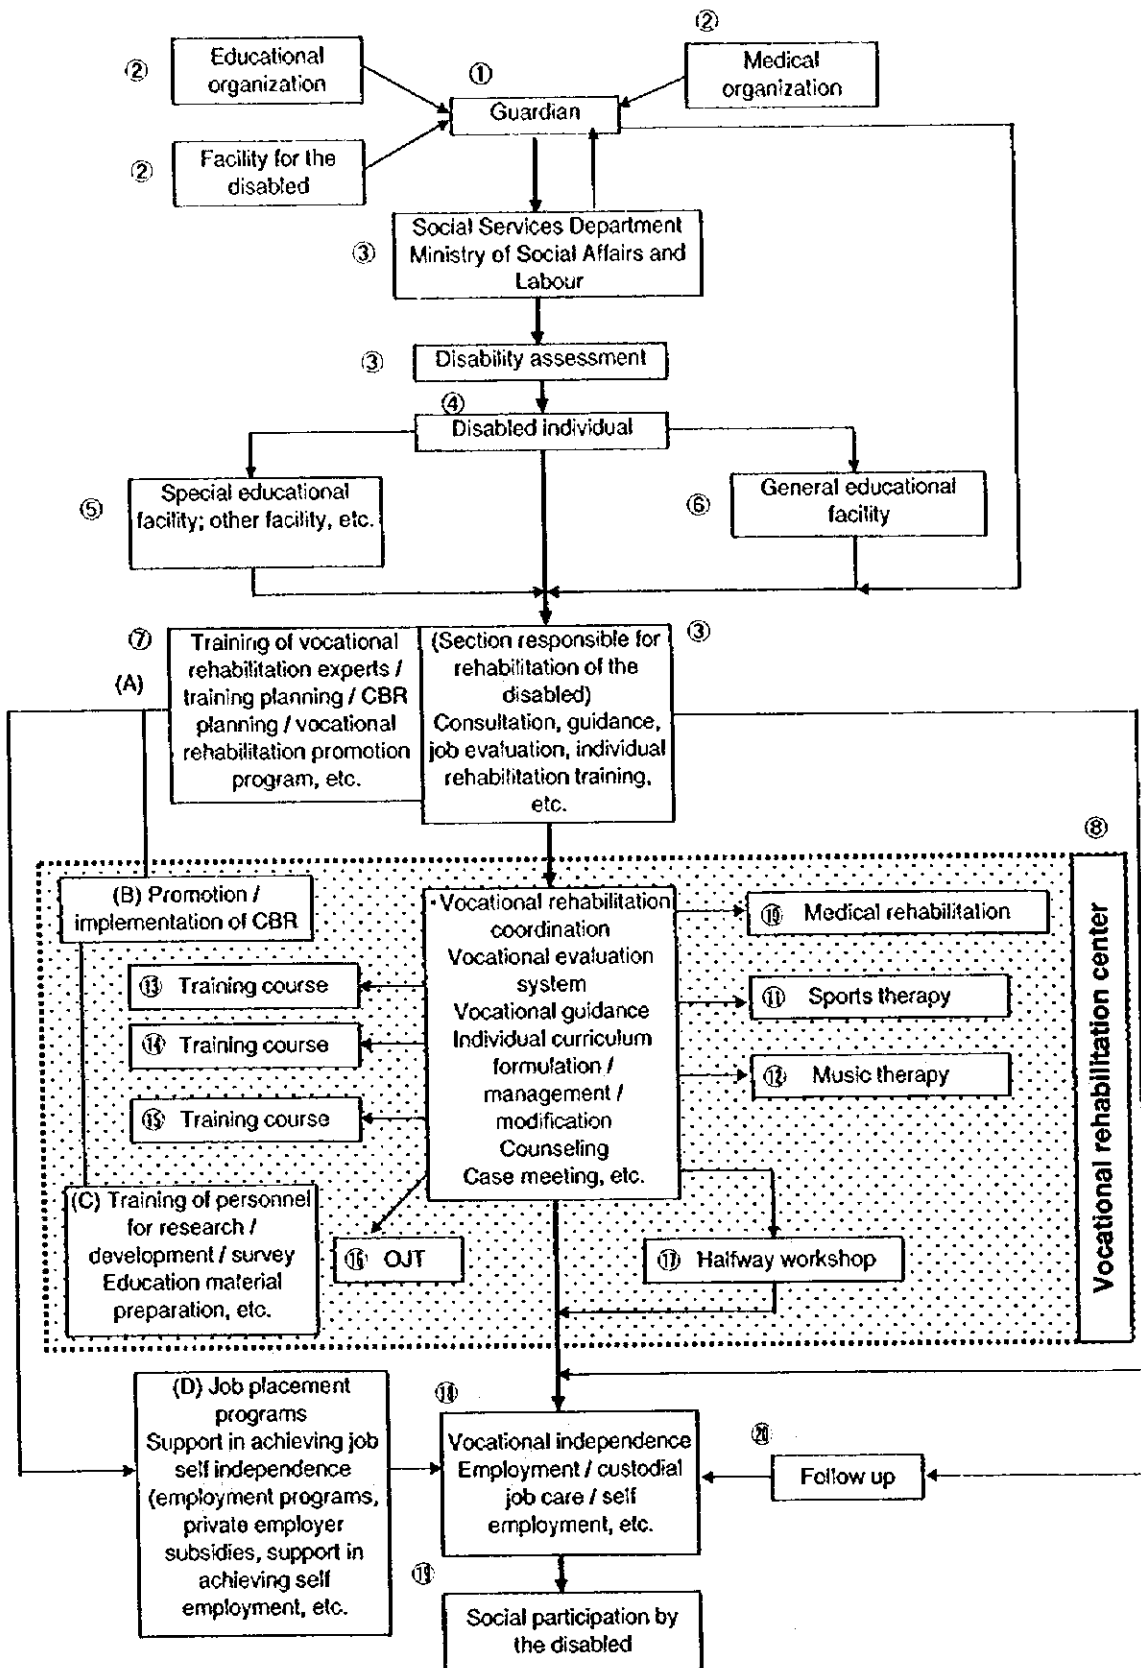 ②
② Educational
organization
①
Medical
organization
Guardian
② Facility for the
disabled
③ Social Services Department
Ministry of Social Affairs and
Labour
③ Disability assessment
④
Disabled individual
⑤ Special educational
facility; other facility, etc.
⑥ General educational
facility
⑦ Training of vocational
rehabilitation experts /
training planning / CBR
planning / vocational
rehabilitation promotion
program, etc.
(A)
③
(Section responsible for
rehabilitation of the
disabled)
Consultation, guidance,
job evaluation, individual
rehabilitation training,
etc.
⑧
Vocational rehabilitation center
(B) Promotion /
implementation of CBR
·Vocational rehabilitation
coordination
Vocational evaluation
system
Vocational guidance
Individual curriculum
formulation /
management /
modification
Counseling
Case meeting, etc.
⑩ Medical rehabilitation
⑪ Sports therapy
⑫ Music therapy
⑬ Training course
⑭ Training course
⑮ Training course
(C) Training of personnel
for research /
development / survey
Education material
preparation, etc.
⑯ OJT
⑰ Halfway workshop
(D) Job placement
programs
Support in achieving job
self independence
(employment programs,
private employer
subsidies, support in
achieving self
employment, etc.
⑱
Vocational independence
Employment / custodial
job care / self
employment, etc.
⑳
Follow up
⑲
Social participation by
the disabled